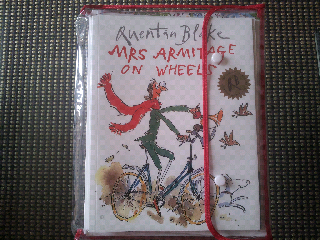 Quentin Blake
MRS ARMITAGE
ON WHEELS